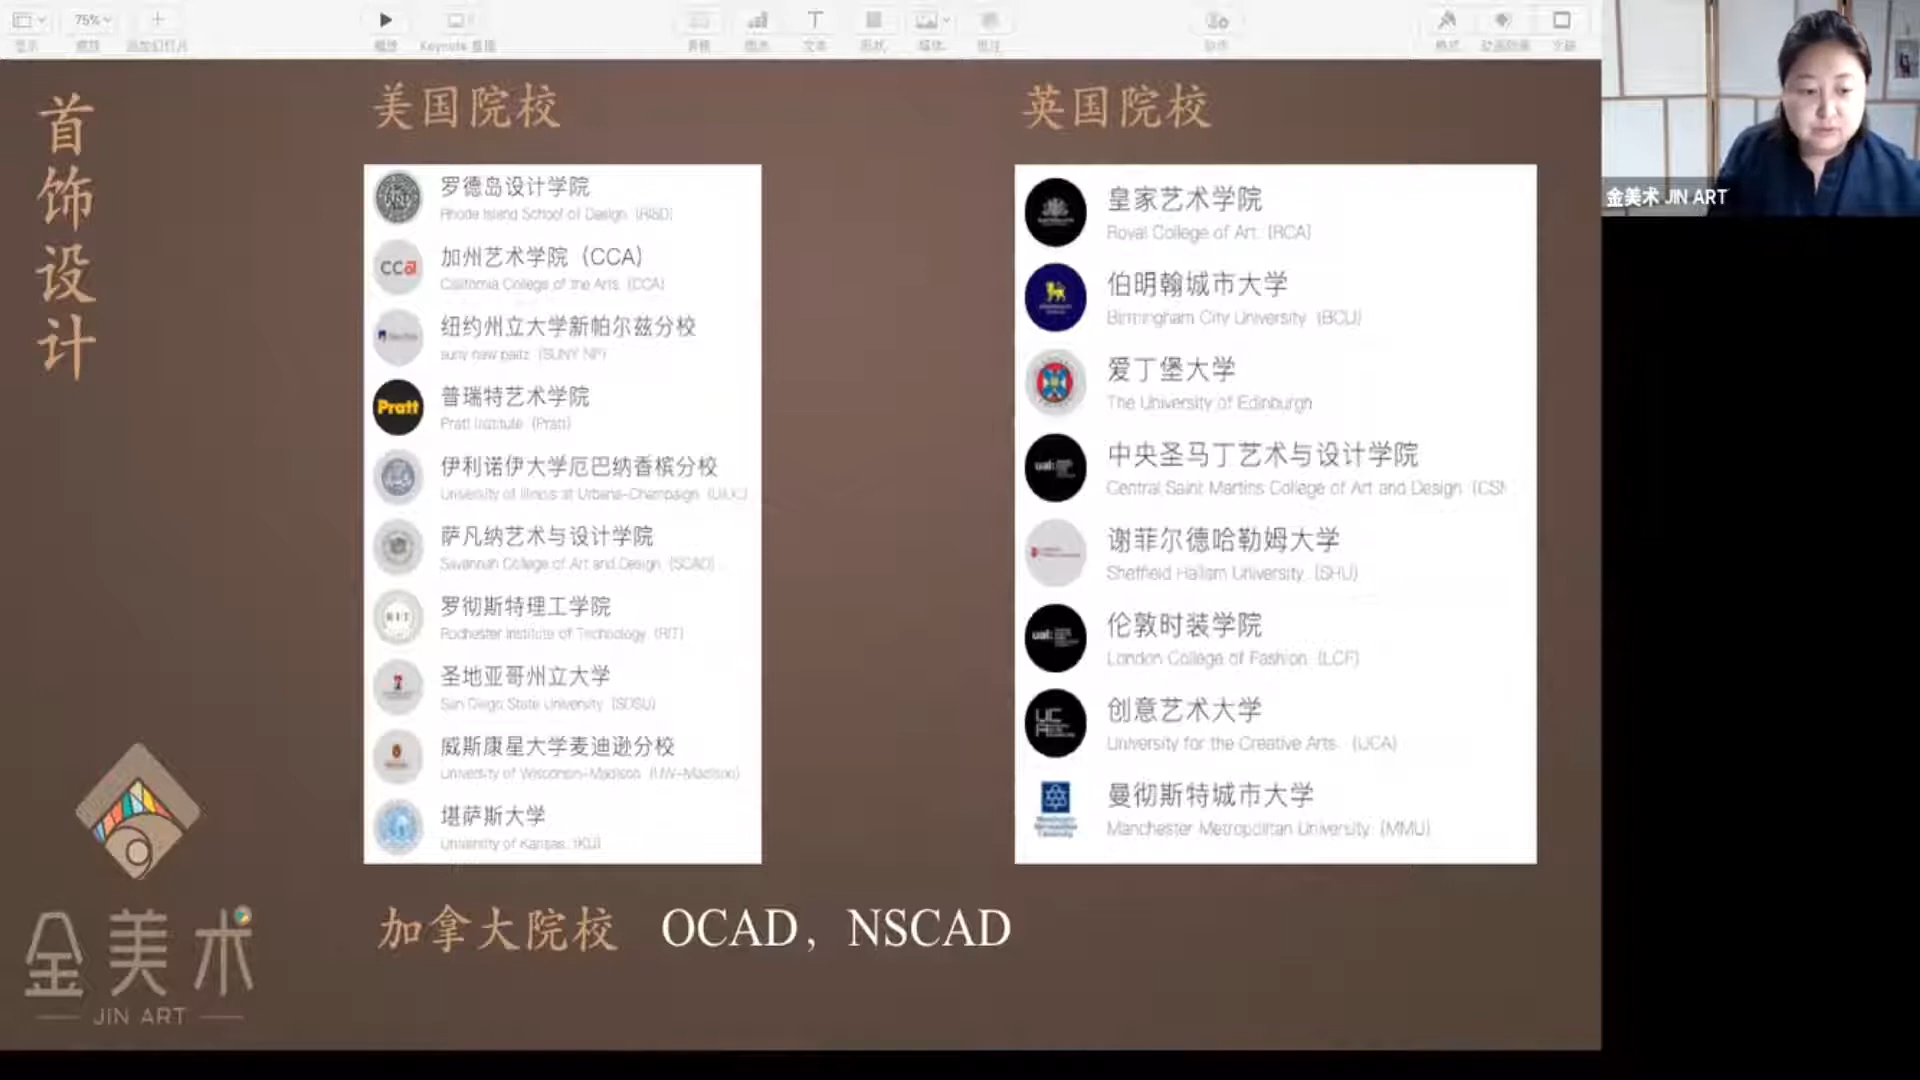 75%
Keynote 直播
首饰设计
美国院校
罗德岛设计学院
Rhode Island School of Design (RISD)
加州艺术学院（CCA）
California College of the Arts (CCA)
纽约州立大学新帕尔兹分校
suny new paltz (SUNY NP)
Pratt
普瑞特艺术学院
Pratt Institute (Pratt)
伊利诺伊大学厄巴纳香槟分校
University of Illinois at Urbana-Champaign (UIUC)
萨凡纳艺术与设计学院
Savannah College of Art and Design (SCAD)
罗彻斯特理工学院
Rochester Institute of Technology (RIT)
圣地亚哥州立大学
San Diego State University (SDSU)
威斯康星大学麦迪逊分校
University of Wisconsin-Madison (UW-Madison)
堪萨斯大学
University of Kansas (KU)
英国院校
皇家艺术学院
Royal College of Art (RCA)
伯明翰城市大学
Birmingham City University (BCU)
爱丁堡大学
The University of Edinburgh
中央圣马丁艺术与设计学院
Central Saint Martins College of Art and Design (CSM
谢菲尔德哈勒姆大学
Sheffield Hallam University (SHU)
伦敦时装学院
London College of Fashion (LCF)
创意艺术大学
University for the Creative Arts (UCA)
曼彻斯特城市大学
Manchester Metropolitan University (MMU)
加拿大院校 OCAD，NSCAD
金美术
JIN ART
金美术 JIN ART